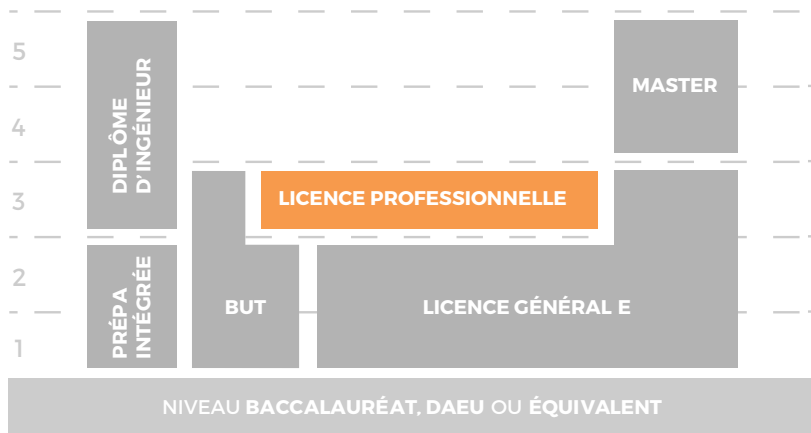 5
DIPLÔME
D'INGÉNIEUR
MASTER
4
3
LICENCE PROFESSIONNELLE
2
PRÉPA
INTÉGRÉE
BUT
LICENCE GÉNÉRAL E
1
NIVEAU BACCALAURÉAT, DAEU OU ÉQUIVALENT